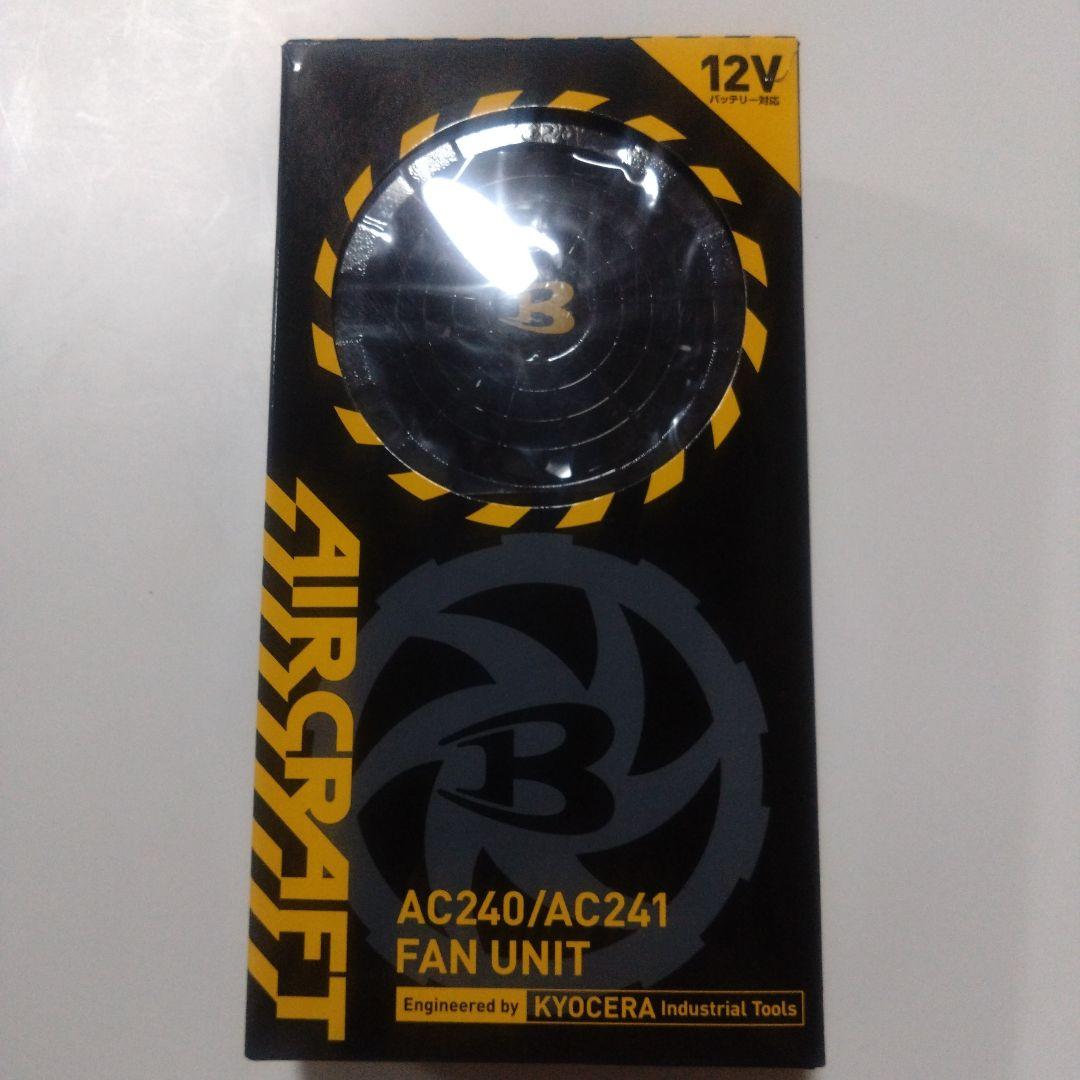 12V
バッテリー対応
B
AIRCRAFT
B
AC240/AC241
FAN UNIT
Engineered by KYOCERA Industrial Tools